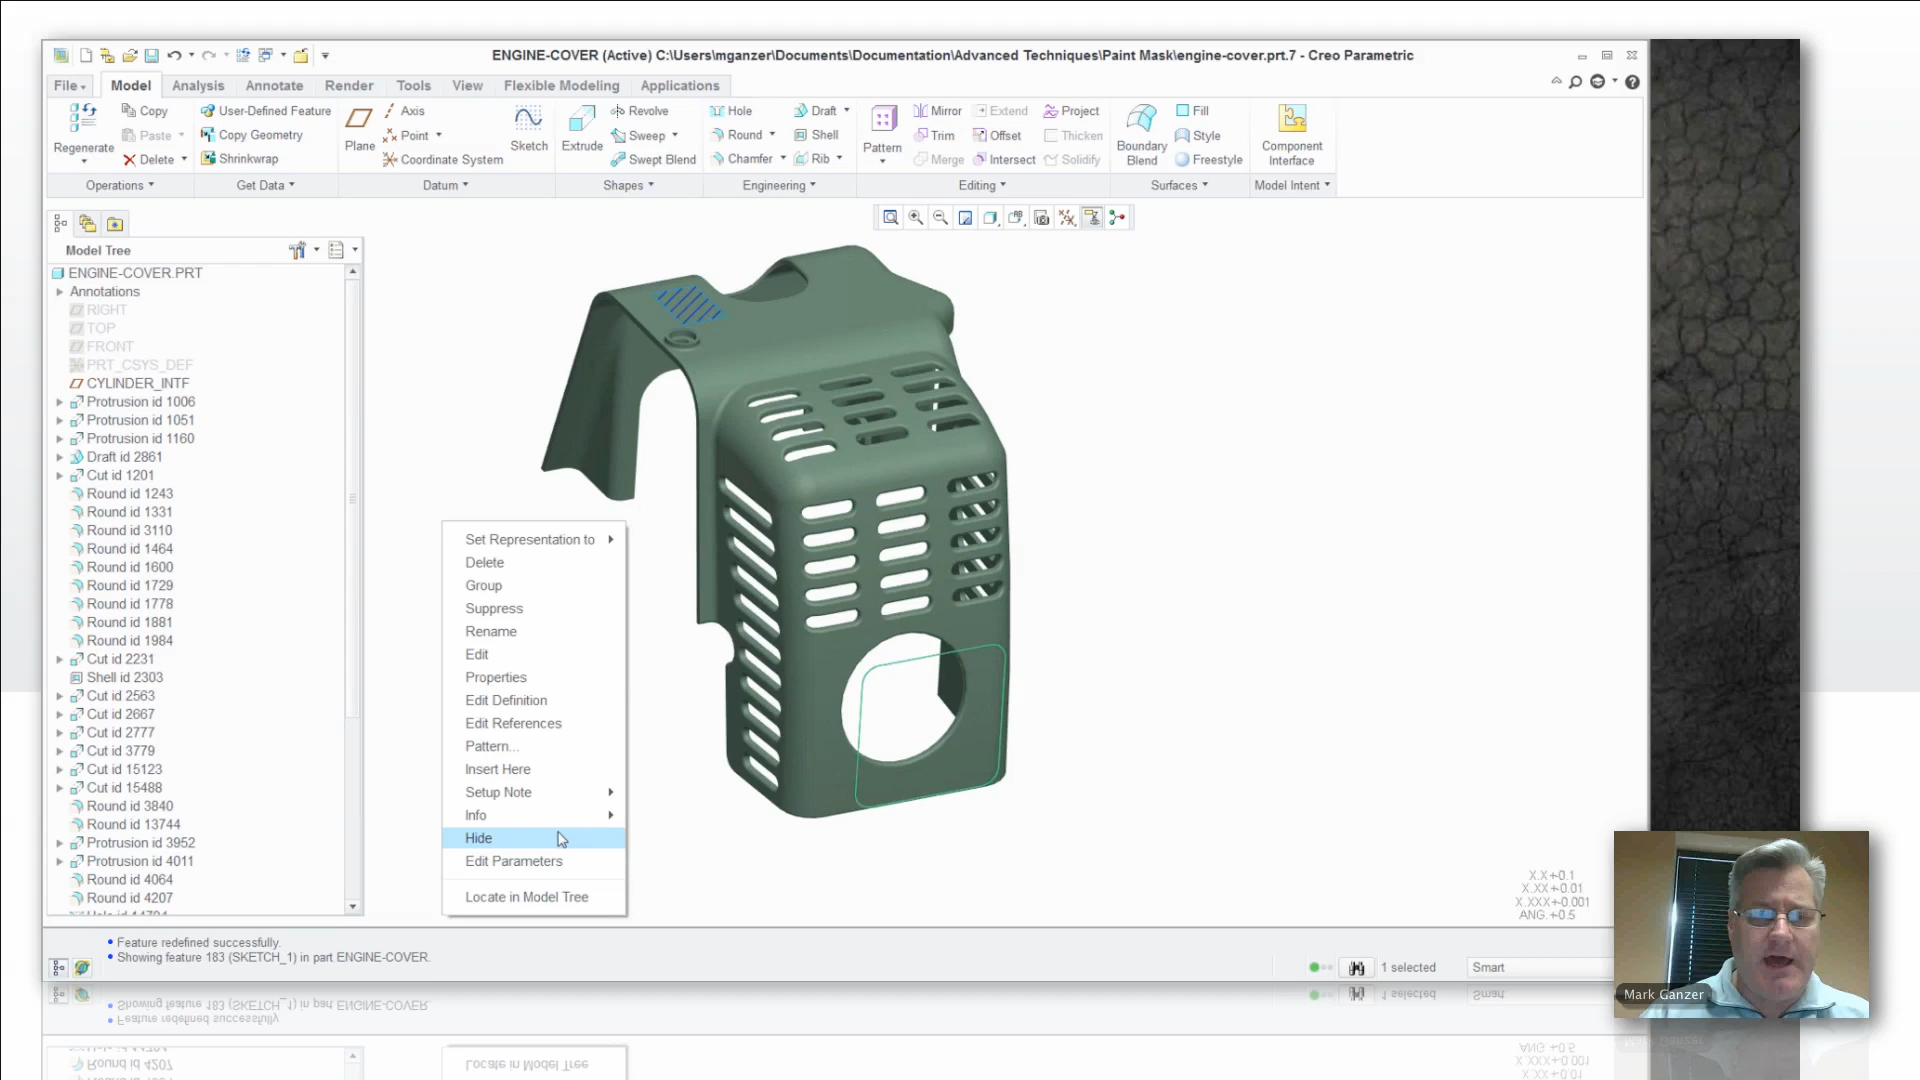 ENGINE-COVER (Active) C:\Users\mganzer\Documents\Documentation\Advanced Techniques\Paint Mask\engine-cover.prt.7 - Creo Parametric
File Model Analysis Annotate Render Tools View Flexible Modeling Applications
Regenerate
Copy
Paste
Delete
User-Defined Feature
Copy Geometry
Shrinkwrap
Plane
Axis
Point
Coordinate System
Sketch
Extrude
Revolve
Sweep
Swept Blend
Hole
Round
Chamfer
Draft
Shell
Rib
Pattern
Mirror
Trim
Merge
Extend
Offset
Intersect
Project
Thicken
Solidify
Boundary
Blend
Fill
Style
Freestyle
Component
Interface
Operations Get Data Datum Shapes Engineering Editing Surfaces Model Intent
Model Tree
ENGINE-COVER.PRT
Annotations
RIGHT
TOP
FRONT
PRT_CSYS_DEF
CYLINDER_INTF
Protrusion id 1006
Protrusion id 1051
Protrusion id 1160
Draft id 2861
Cut id 1201
Round id 1243
Round id 1331
Round id 3110
Round id 1464
Round id 1600
Round id 1729
Round id 1778
Round id 1881
Round id 1984
Cut id 2231
Shell id 2303
Cut id 2563
Cut id 2667
Cut id 2777
Cut id 3779
Cut id 15123
Cut id 15488
Round id 3840
Round id 13744
Protrusion id 3952
Protrusion id 4011
Round id 4064
Round id 4207
Set Representation to
Delete
Group
Suppress
Rename
Edit
Properties
Edit Definition
Edit References
Pattern...
Insert Here
Setup Note
Info
Hide
Edit Parameters
Locate in Model Tree
X.X+-0.1
X.XX+-0.01
X.XXX+-0.001
ANG.+-0.5
Feature redefined successfully.
Showing feature 183 (SKETCH_1) in part ENGINE-COVER.
1 selected
Smart
Mark Ganzer